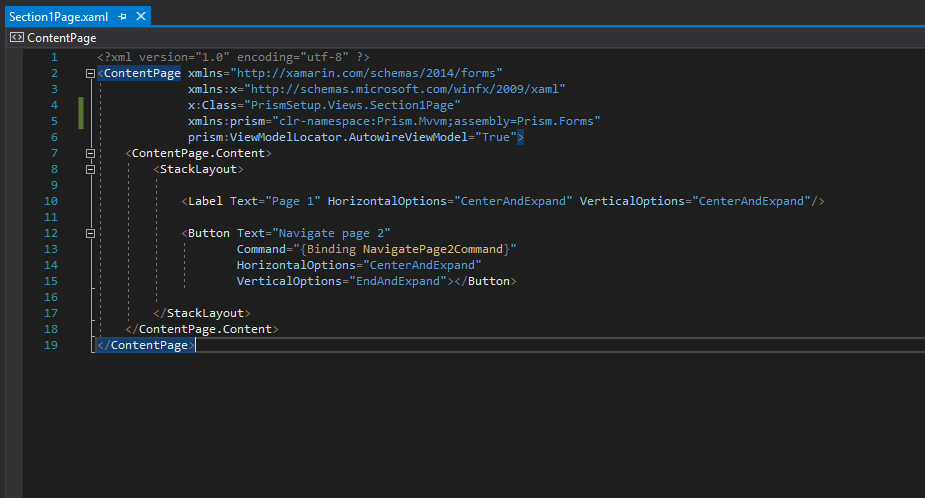 Section1Page.xaml
ContentPage
1 <?xml version="1.0" encoding="utf-8" ?>
2 <ContentPage xmlns="http://xamarin.com/schemas/2014/forms"
3 xmlns:x="http://schemas.microsoft.com/winfx/2009/xaml"
4 x:Class="PrismSetup.Views.Section1Page"
5 xmlns:prism="clr-namespace:Prism.Mvvm;assembly=Prism.Forms"
6 prism:ViewModelLocator.AutowireViewModel="True">
7 <ContentPage.Content>
8 <StackLayout>
9
10 <Label Text="Page 1" HorizontalOptions="CenterAndExpand" VerticalOptions="CenterAndExpand"/>
11
12 <Button Text="Navigate page 2"
13 Command="{Binding NavigatePage2Command}"
14 HorizontalOptions="CenterAndExpand"
15 VerticalOptions="EndAndExpand"></Button>
16
17 </StackLayout>
18 </ContentPage.Content>
19 </ContentPage>